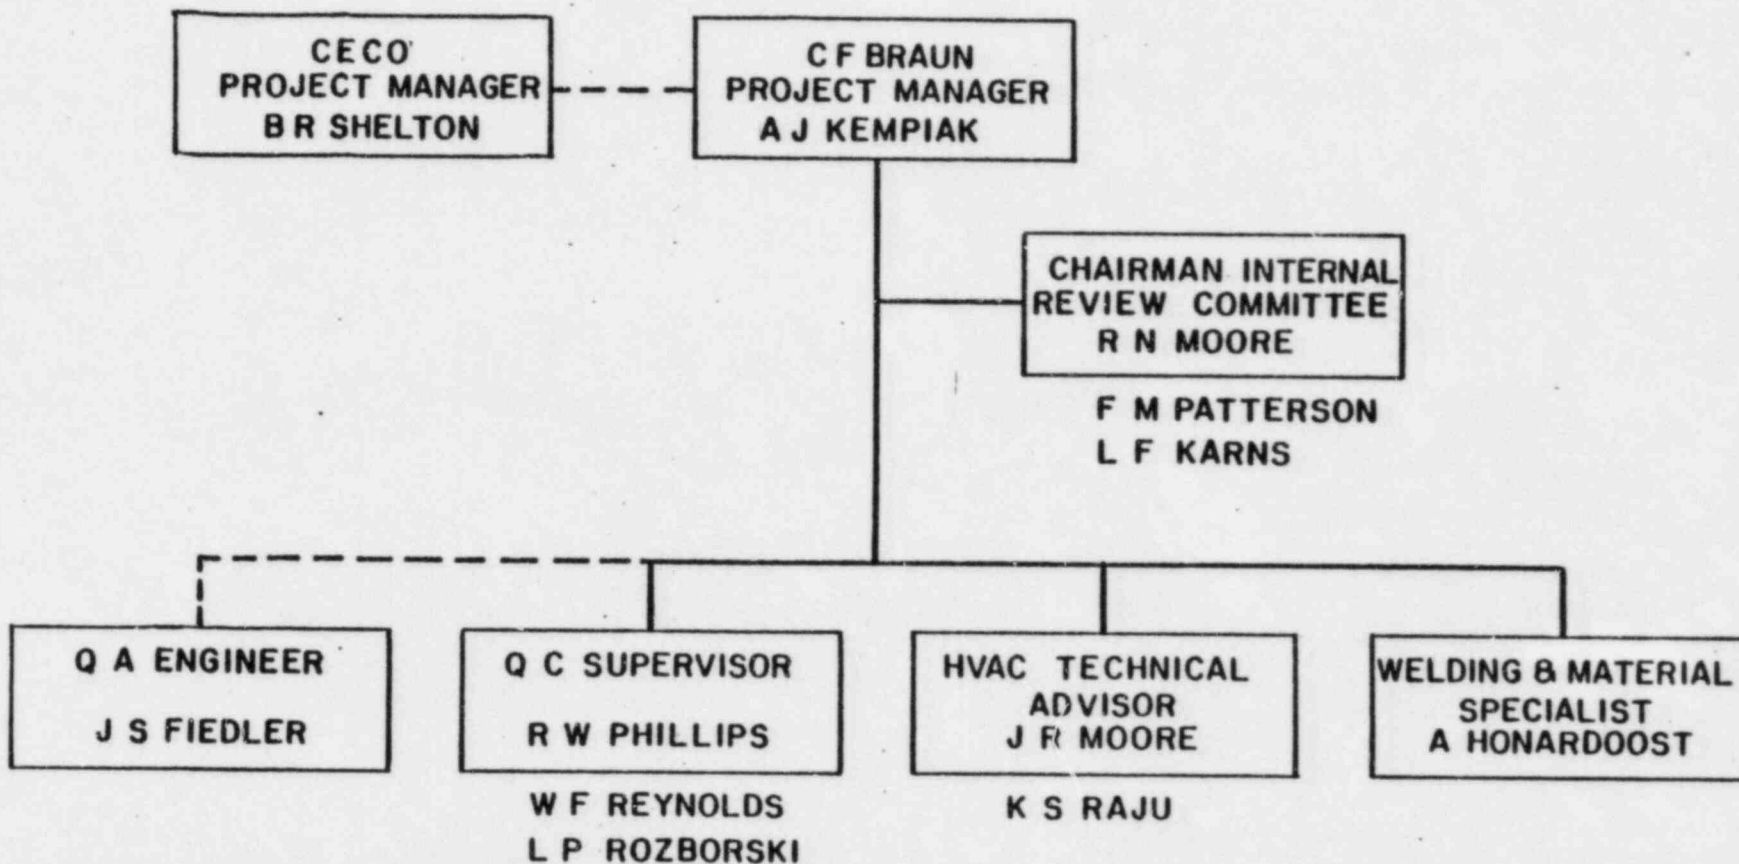 CECO
PROJECT MANAGER
B R SHELTON
C F BRAUN
PROJECT MANAGER
A J KEMPIAK
CHAIRMAN INTERNAL
REVIEW COMMITTEE
R N MOORE
F M PATTERSON
L F KARNS
Q A ENGINEER
J S FIEDLER
Q C SUPERVISOR
R W PHILLIPS
W F REYNOLDS
L P ROZBORSKI
HVAC TECHNICAL
ADVISOR
J R MOORE
K S RAJU
WELDING & MATERIAL
SPECIALIST
A HONARDOOST